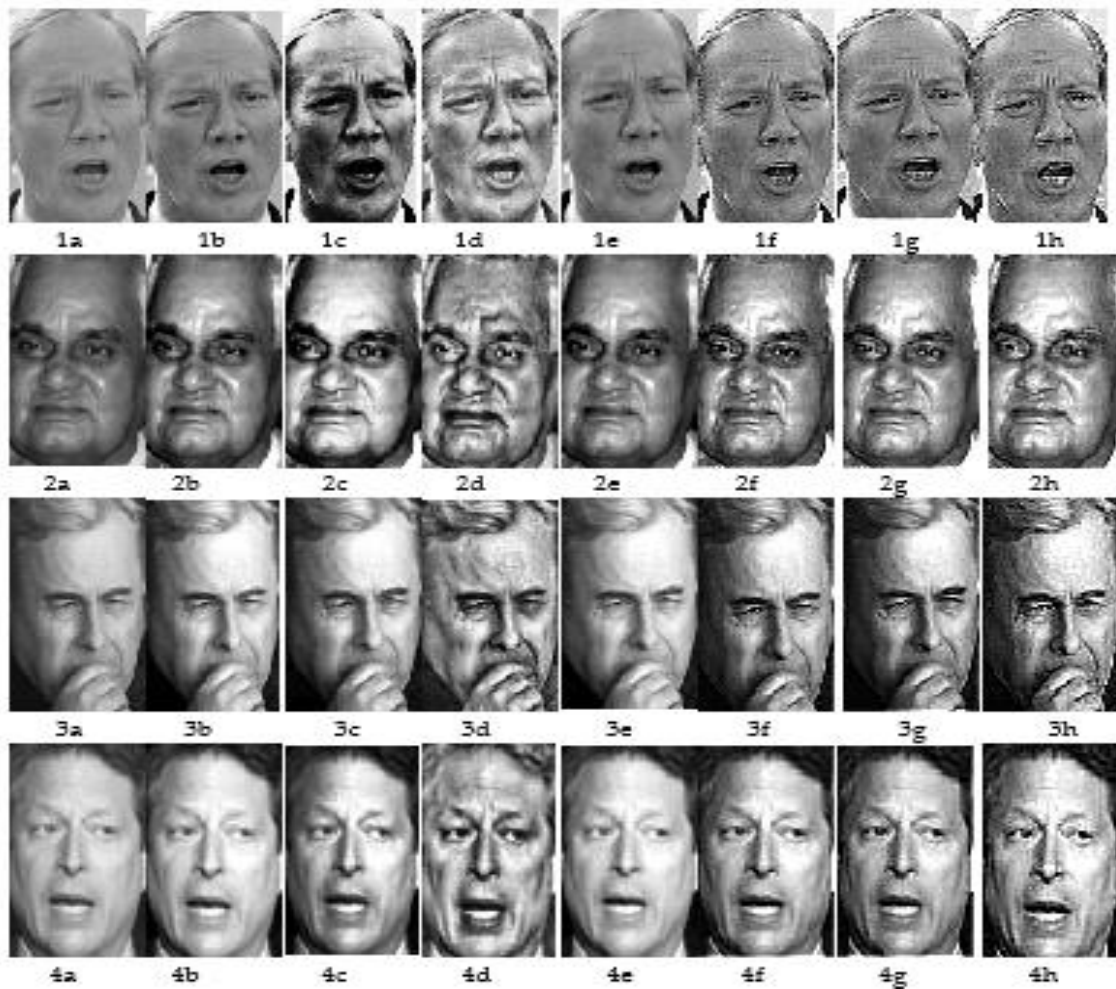 1a 1b 1c 1d 1e 1f 1g 1h
2a 2b 2c 2d 2e 2f 2g 2h
3a 3b 3c 3d 3e 3f 3g 3h
4a 4b 4c 4d 4e 4f 4g 4h